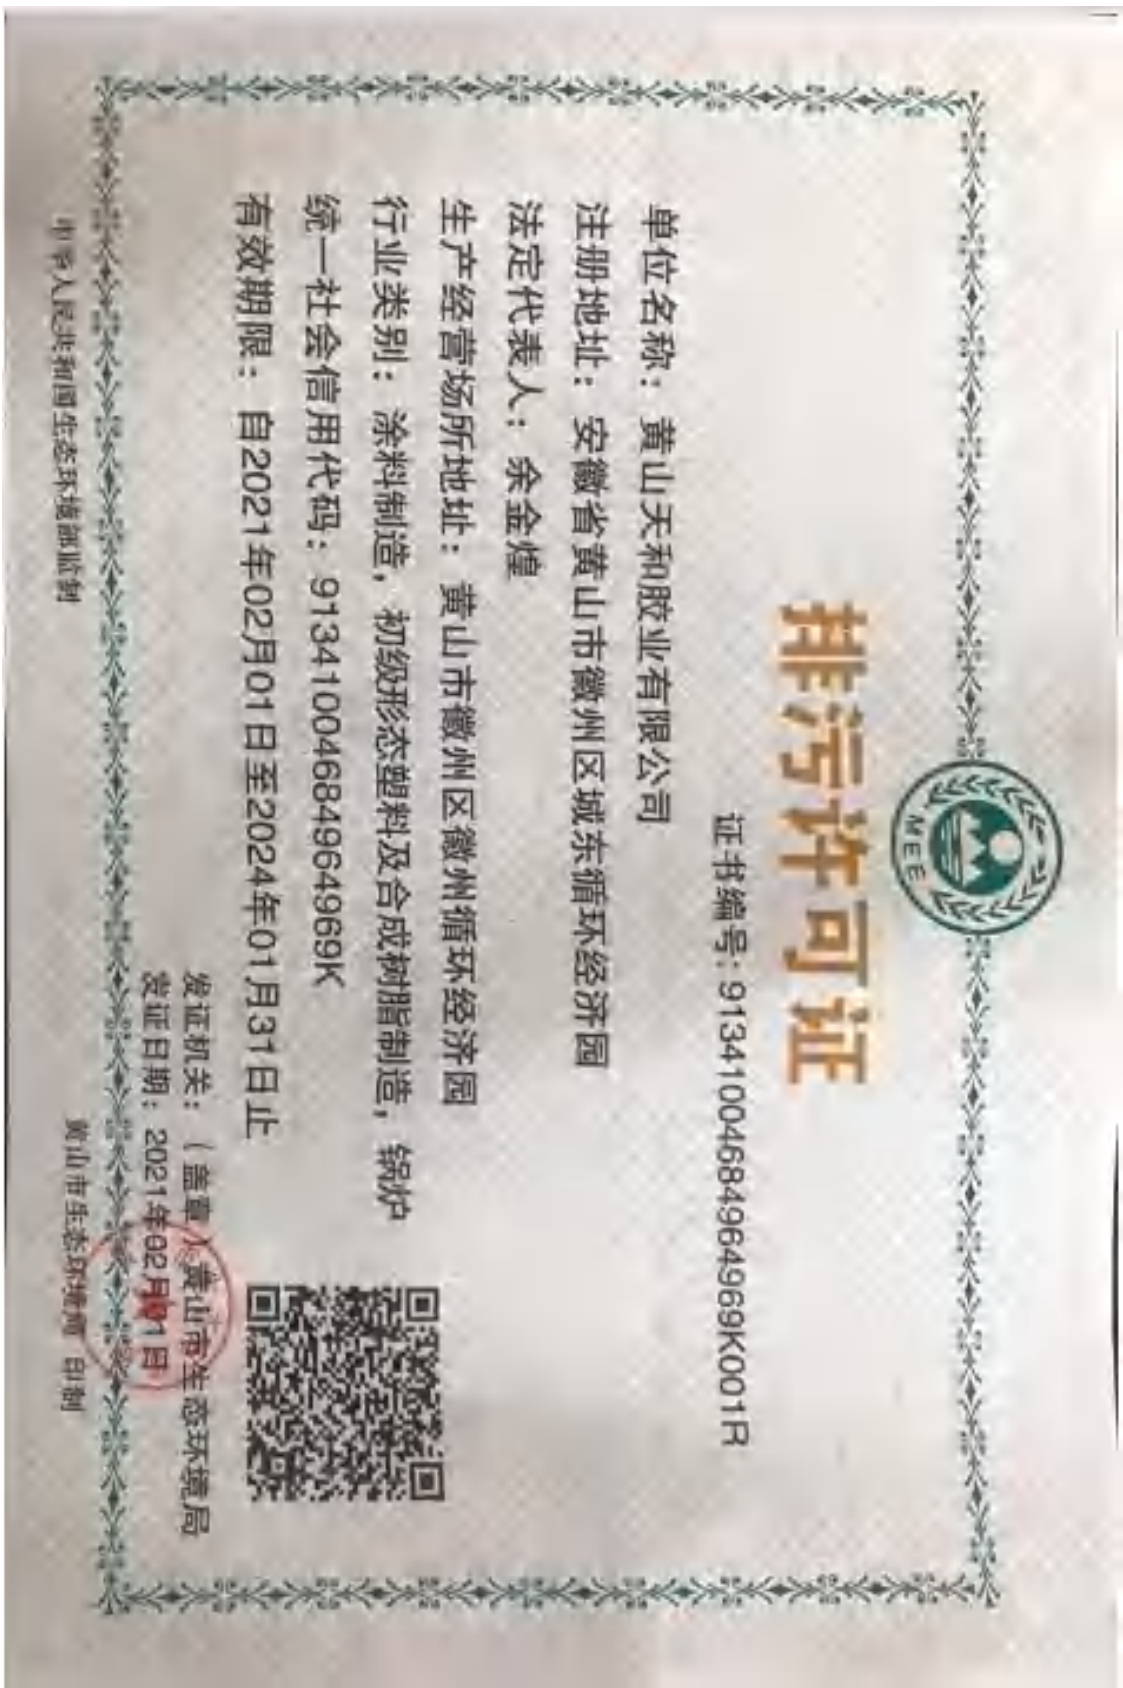 MEE
排污许可证
证书编号：91341004684964969K001R
单位名称：黄山天和胶业有限公司
注册地址：安徽省黄山市徽州区城东循环经济园
法定代表人：余金煌
生产经营场所地址：黄山市徽州区徽州循环经济园
行业类别：涂料制造，初级形态塑料及合成树脂制造，锅炉
统一社会信用代码：91341004684964969K
有效期限：自2021年02月01日至2024年01月31日止
发证机关：（盖章）黄山市生态环境局
发证日期：2021年02月01日
中华人民共和国生态环境部监制
黄山市生态环境局 印制